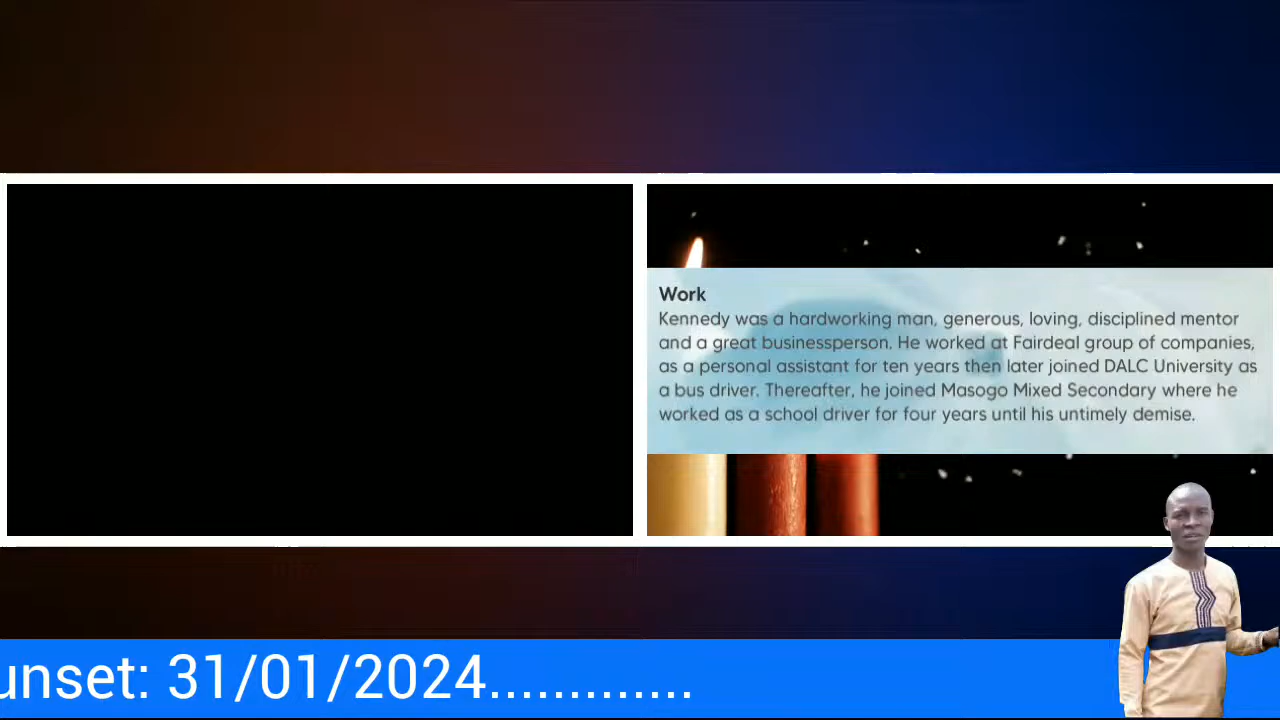 Work
Kennedy was a hardworking man, generous, loving, disciplined mentor
and a great businessperson. He worked at Fairdeal group of companies,
as a personal assistant for ten years then later joined DALC University as
a bus driver. Thereafter, he joined Masogo Mixed Secondary where he
worked as a school driver for four years until his untimely demise.
unset: 31/01/2024.............